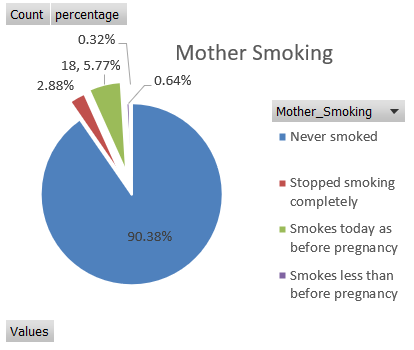 Count percentage
Mother Smoking
0.32%
18, 5.77%
2.88%
0.64%
90.38%
Mother_Smoking
Never smoked
Stopped smoking
completely
Smokes today as
before pregnancy
Smokes less than
before pregnancy
Values